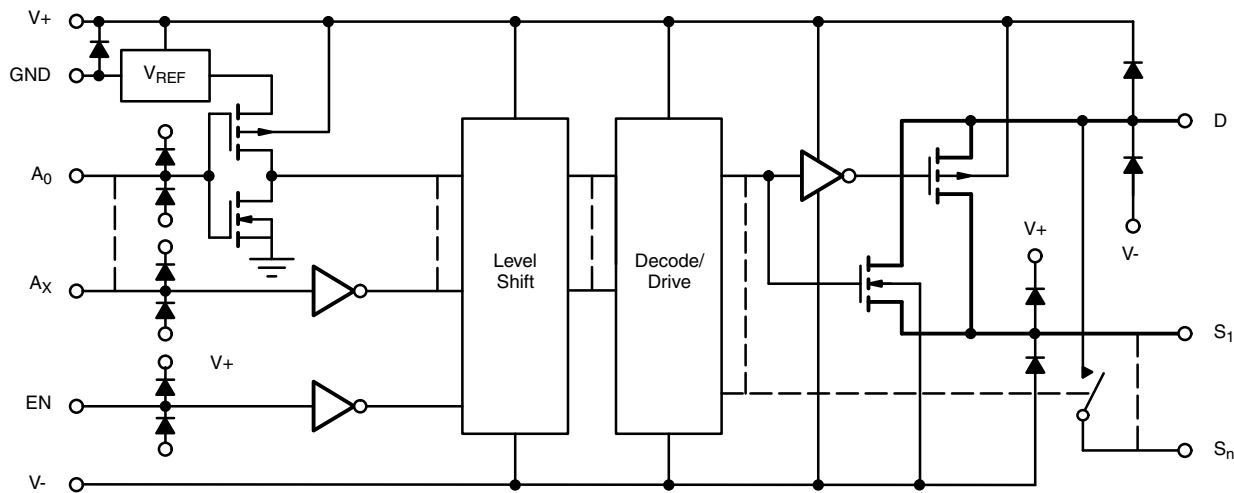 V+
GND
VREF
A0
AX
V+
EN
V-
Level
Shift
Decode/
Drive
D
V+
V-
S1
Sn